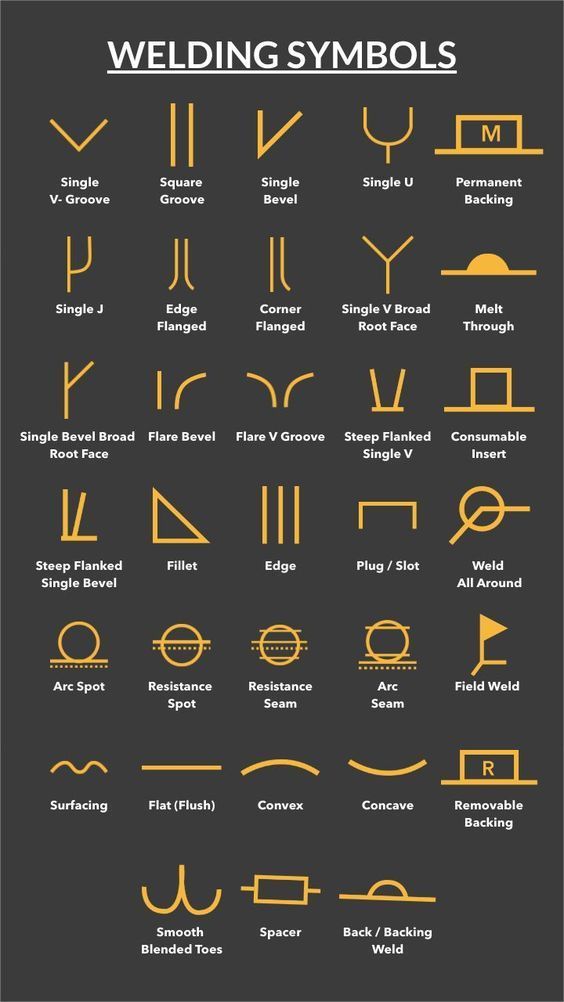 WELDING SYMBOLS
M
Single
V- Groove
Square
Groove
Single
Bevel
Single U
Permanent
Backing
Single J
Edge
Flanged
Corner
Flanged
Single V Broad
Root Face
Melt
Through
Single Bevel Broad
Root Face
Flare Bevel
Flare V Groove
Steep Flanked
Single V
Consumable
Insert
Steep Flanked
Single Bevel
Fillet
Edge
Plug / Slot
Weld
All Around
Arc Spot
Resistance
Spot
Resistance
Seam
Arc
Seam
Field Weld
R
Surfacing
Flat (Flush)
Convex
Concave
Removable
Backing
Smooth
Blended Toes
Spacer
Back / Backing
Weld